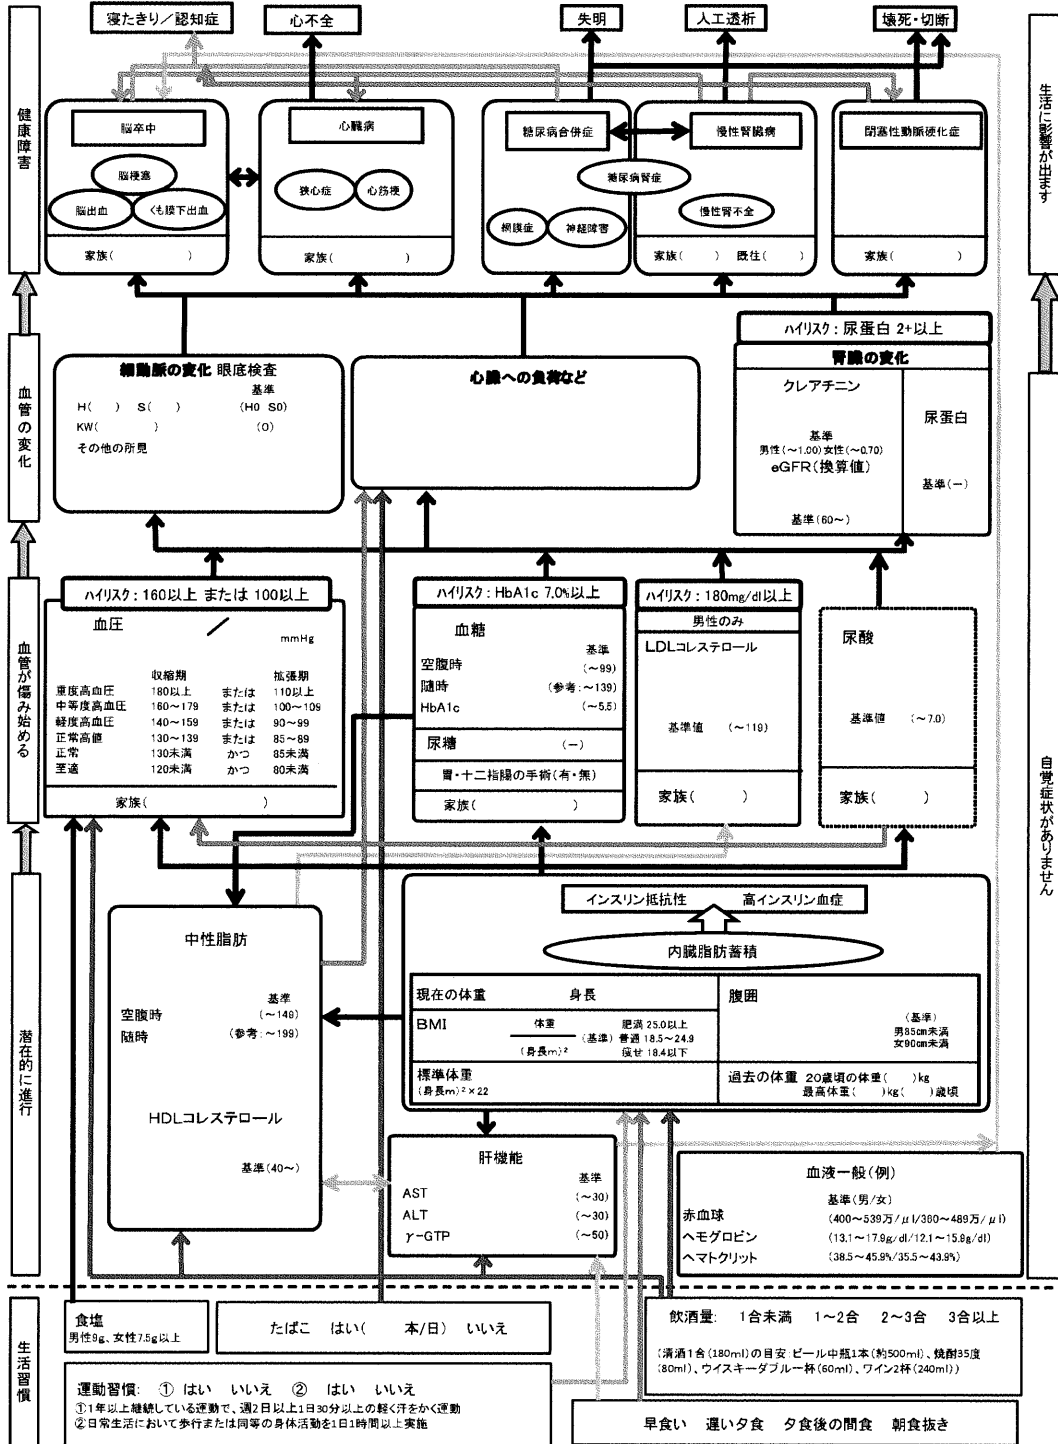 寝たきり／認知症
心不全
失明
人工透析
壊死・切断
健康障害
生活に影響が出ます
脳卒中
脳梗塞
脳出血
くも膜下出血
家族(　　　)
心臓病
狭心症
心筋梗
家族(　　　)
糖尿病合併症
慢性腎臓病
糖尿病腎症
網膜症
神経障害
慢性腎不全
家族(　　　) 既往(　　　)
閉塞性動脈硬化症
家族(　　　)
血管の変化
細動脈の変化 眼底検査
基準
H(　　) S(　　) (H0 S0)
KW(　　　) (0)
その他の所見
心臓への負荷など
ハイリスク：尿蛋白 2+以上
腎臓の変化
クレアチニン
基準
男性(～1.00)女性(～0.70)
eGFR(換算値)
基準(60～)
尿蛋白
基準(－)
血管が傷み始める
自覚症状がありません
ハイリスク：160以上 または 100以上
血圧 ／ mmHg
収縮期 拡張期
重度高血圧 180以上 または 110以上
中等度高血圧 160～179 または 100～109
軽度高血圧 140～159 または 90～99
正常高値 130～139 または 85～89
正常 130未満 かつ 85未満
至適 120未満 かつ 80未満
家族(　　　)
ハイリスク：HbA1c 7.0%以上
血糖
基準
空腹時 (～99)
随時 (参考:～139)
HbA1c (～5.5)
尿糖 (－)
胃・十二指腸の手術(有・無)
家族(　　　)
ハイリスク：180mg/dl以上
男性のみ
LDLコレステロール
基準値 (～119)
家族(　　　)
尿酸
基準値 (～7.0)
家族(　　　)
潜在的に進行
中性脂肪
基準
空腹時 (～149)
随時 (参考:～199)
HDLコレステロール
基準(40～)
インスリン抵抗性 高インスリン血症
内臓脂肪蓄積
現在の体重 身長
BMI 体重 (身長m)² (基準) 肥満 25.0以上
普通 18.5～24.9
痩せ 18.4以下
標準体重
(身長m)²×22
腹囲
(基準)
男85cm未満
女90cm未満
過去の体重 20歳頃の体重(　　)kg
最高体重(　　)kg(　　)歳頃
肝機能
基準
AST (～30)
ALT (～30)
γ-GTP (～50)
血液一般(例)
基準(男/女)
赤血球 (400～539万/μl/360～489万/μl)
ヘモグロビン (13.1～17.9g/dl/12.1～15.9g/dl)
ヘマトクリット (38.5～45.9%/35.5～43.9%)
生活習慣
食塩
男性9g、女性7.5g以上
たばこ はい(　　本/日) いいえ
飲酒量: 1合未満 1～2合 2～3合 3合以上
(清酒1合(180ml)の目安:ビール中瓶1本(約500ml)、焼酎35度
(80ml)、ウイスキーダブル一杯(60ml)、ワイン2杯(240ml))
運動習慣: ① はい いいえ ② はい いいえ
①1年以上継続している運動で、週2日以上1日30分以上の軽く汗をかく運動
②日常生活において歩行または同等の身体活動を1日1時間以上実施
早食い 遅い夕食 夕食後の間食 朝食抜き